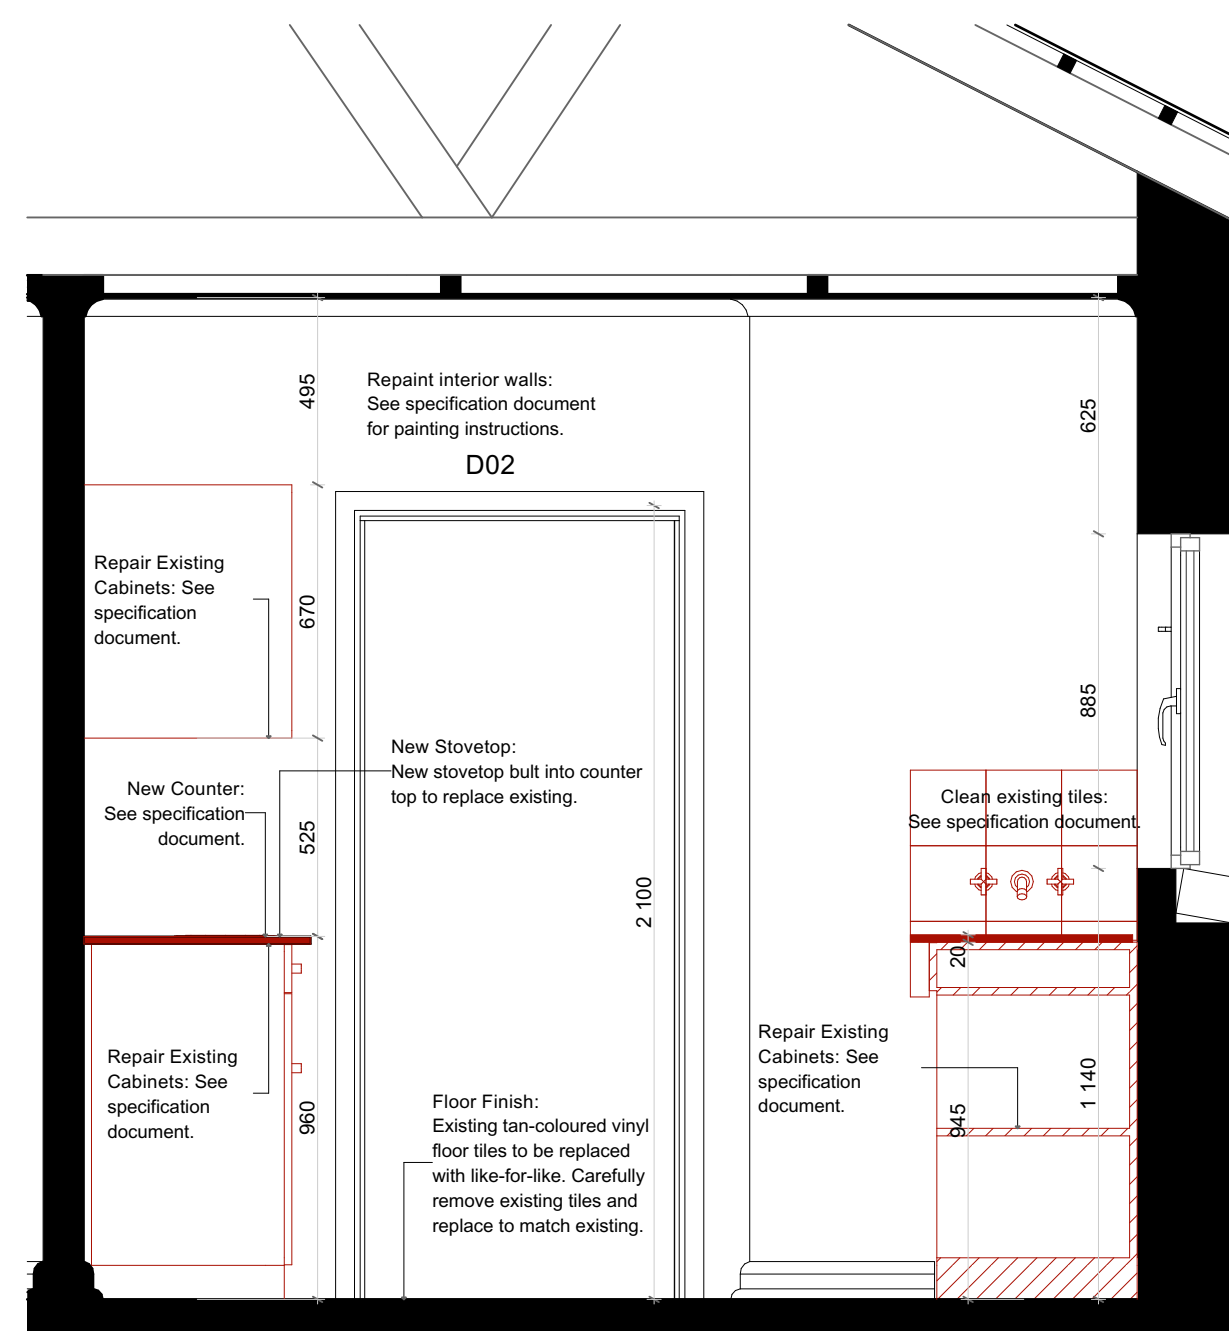 495
Repaint interior walls:
See specification document
for painting instructions.
D02
625
Repair Existing
Cabinets: See
specification
document.
670
885
New Stovetop:
New stovetop bult into counter
top to replace existing.
New Counter:
See specification
document.
525
Clean existing tiles:
See specification document.
2 100
20
Repair Existing
Cabinets: See
specification
document.
960
Floor Finish:
Existing tan-coloured vinyl
floor tiles to be replaced
with like-for-like. Carefully
remove existing tiles and
replace to match existing.
Repair Existing
Cabinets: See
specification
document.
945
1 140